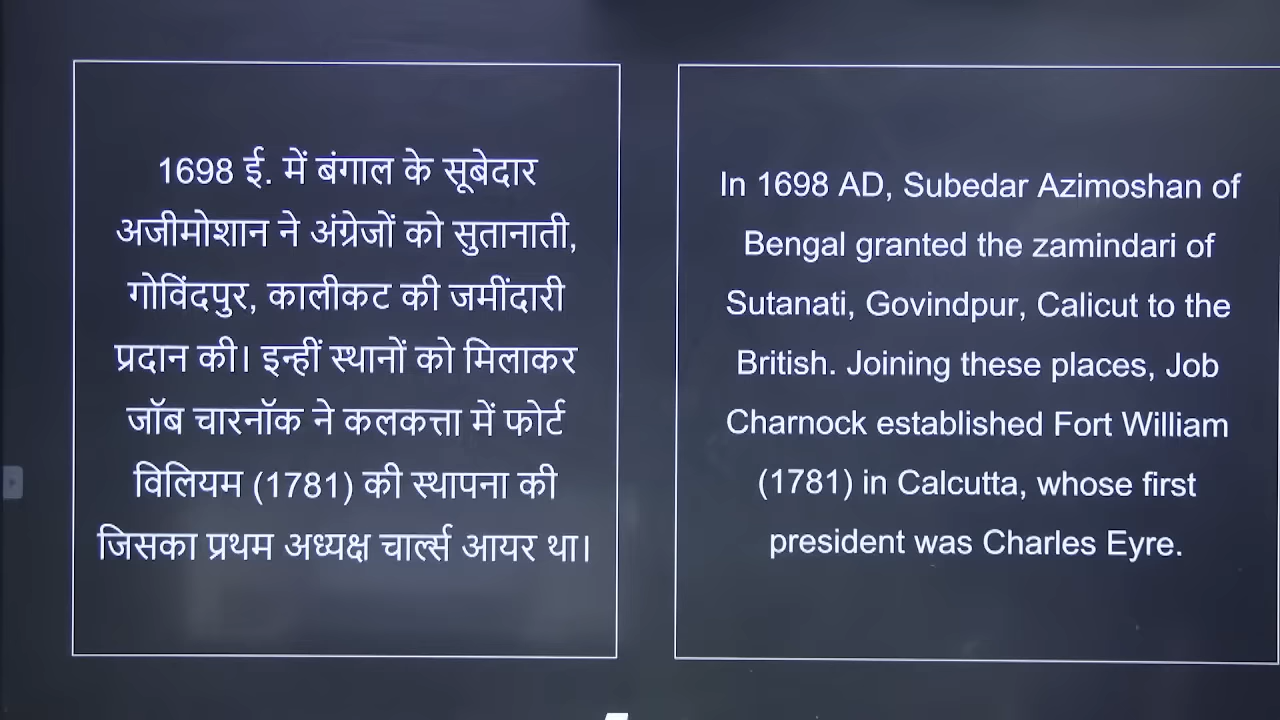 1698 ई. में बंगाल के सूबेदार
अजीमोशान ने अंग्रेजों को सुतानाती,
गोविंदपुर, कालीकट की जमींदारी
प्रदान की। इन्हीं स्थानों को मिलाकर
जॉब चारनॉक ने कलकत्ता में फोर्ट
विलियम (1781) की स्थापना की
जिसका प्रथम अध्यक्ष चार्ल्स आयर था।
In 1698 AD, Subedar Azimoshan of
Bengal granted the zamindari of
Sutanati, Govindpur, Calicut to the
British. Joining these places, Job
Charnock established Fort William
(1781) in Calcutta, whose first
president was Charles Eyre.